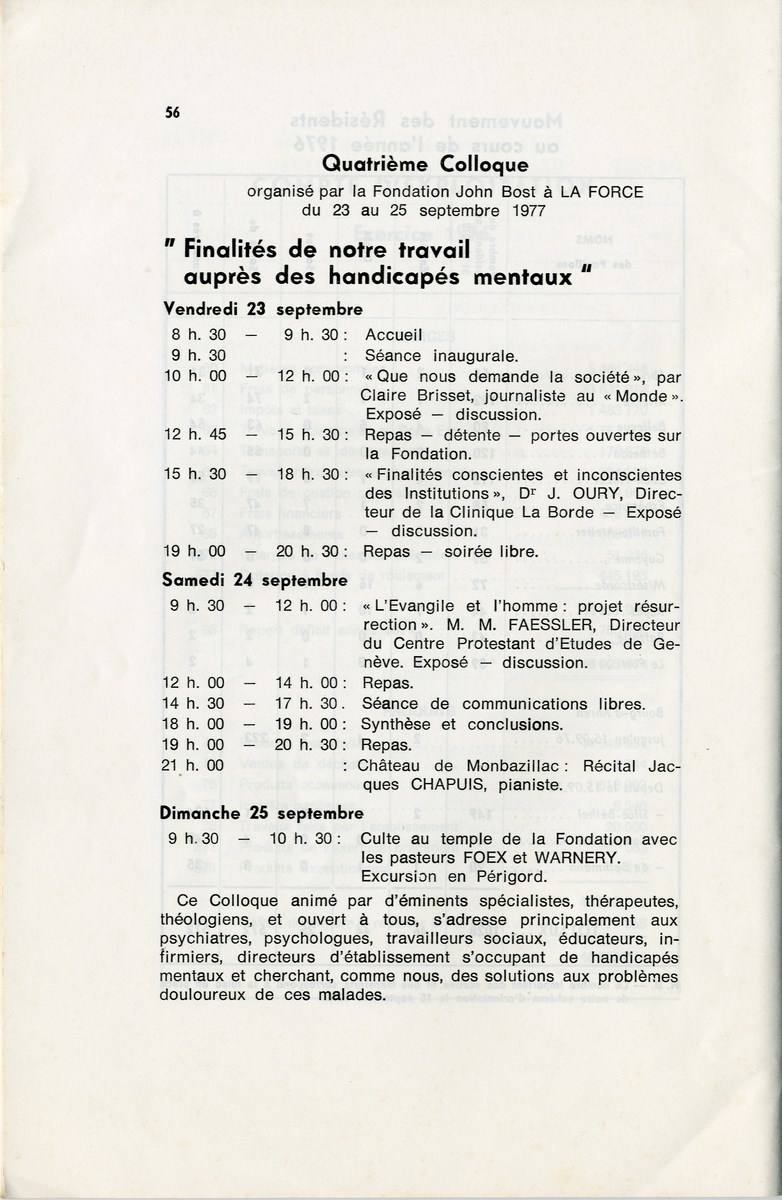 56
Quatrième Colloque
organisé par la Fondation John Bost à LA FORCE
du 23 au 25 septembre 1977
" Finalités de notre travail
auprès des handicapés mentaux "
Vendredi 23 septembre
8 h. 30 — 9 h. 30 : Accueil
9 h. 30 : Séance inaugurale.
10 h. 00 — 12 h. 00 : « Que nous demande la société », par
Claire Brisset, journaliste au « Monde ».
Exposé — discussion.
12 h. 45 — 15 h. 30 : Repas — détente — portes ouvertes sur
la Fondation.
15 h. 30 — 18 h. 30 : « Finalités conscientes et inconscientes
des Institutions », Dr J. OURY, Direc-
teur de la Clinique La Borde — Exposé
— discussion.
19 h. 00 — 20 h. 30 : Repas — soirée libre.
Samedi 24 septembre
9 h. 30 — 12 h. 00 : « L'Evangile et l'homme : projet résur-
rection ». M. M. FAESSLER, Directeur
du Centre Protestant d'Etudes de Ge-
nève. Exposé — discussion.
12 h. 00 — 14 h. 00 : Repas.
14 h. 30 — 17 h. 30 . Séance de communications libres.
18 h. 00 — 19 h. 00 : Synthèse et conclusions.
19 h. 00 — 20 h. 30 : Repas.
21 h. 00 : Château de Monbazillac : Récital Jac-
ques CHAPUIS, pianiste.
Dimanche 25 septembre
9 h. 30 — 10 h. 30 : Culte au temple de la Fondation avec
les pasteurs FOEX et WARNERY.
Excursion en Périgord.
Ce Colloque animé par d'éminents spécialistes, thérapeutes,
théologiens, et ouvert à tous, s'adresse principalement aux
psychiatres, psychologues, travailleurs sociaux, éducateurs, in-
firmiers, directeurs d'établissement s'occupant de handicapés
mentaux et cherchant, comme nous, des solutions aux problèmes
douloureux de ces malades.